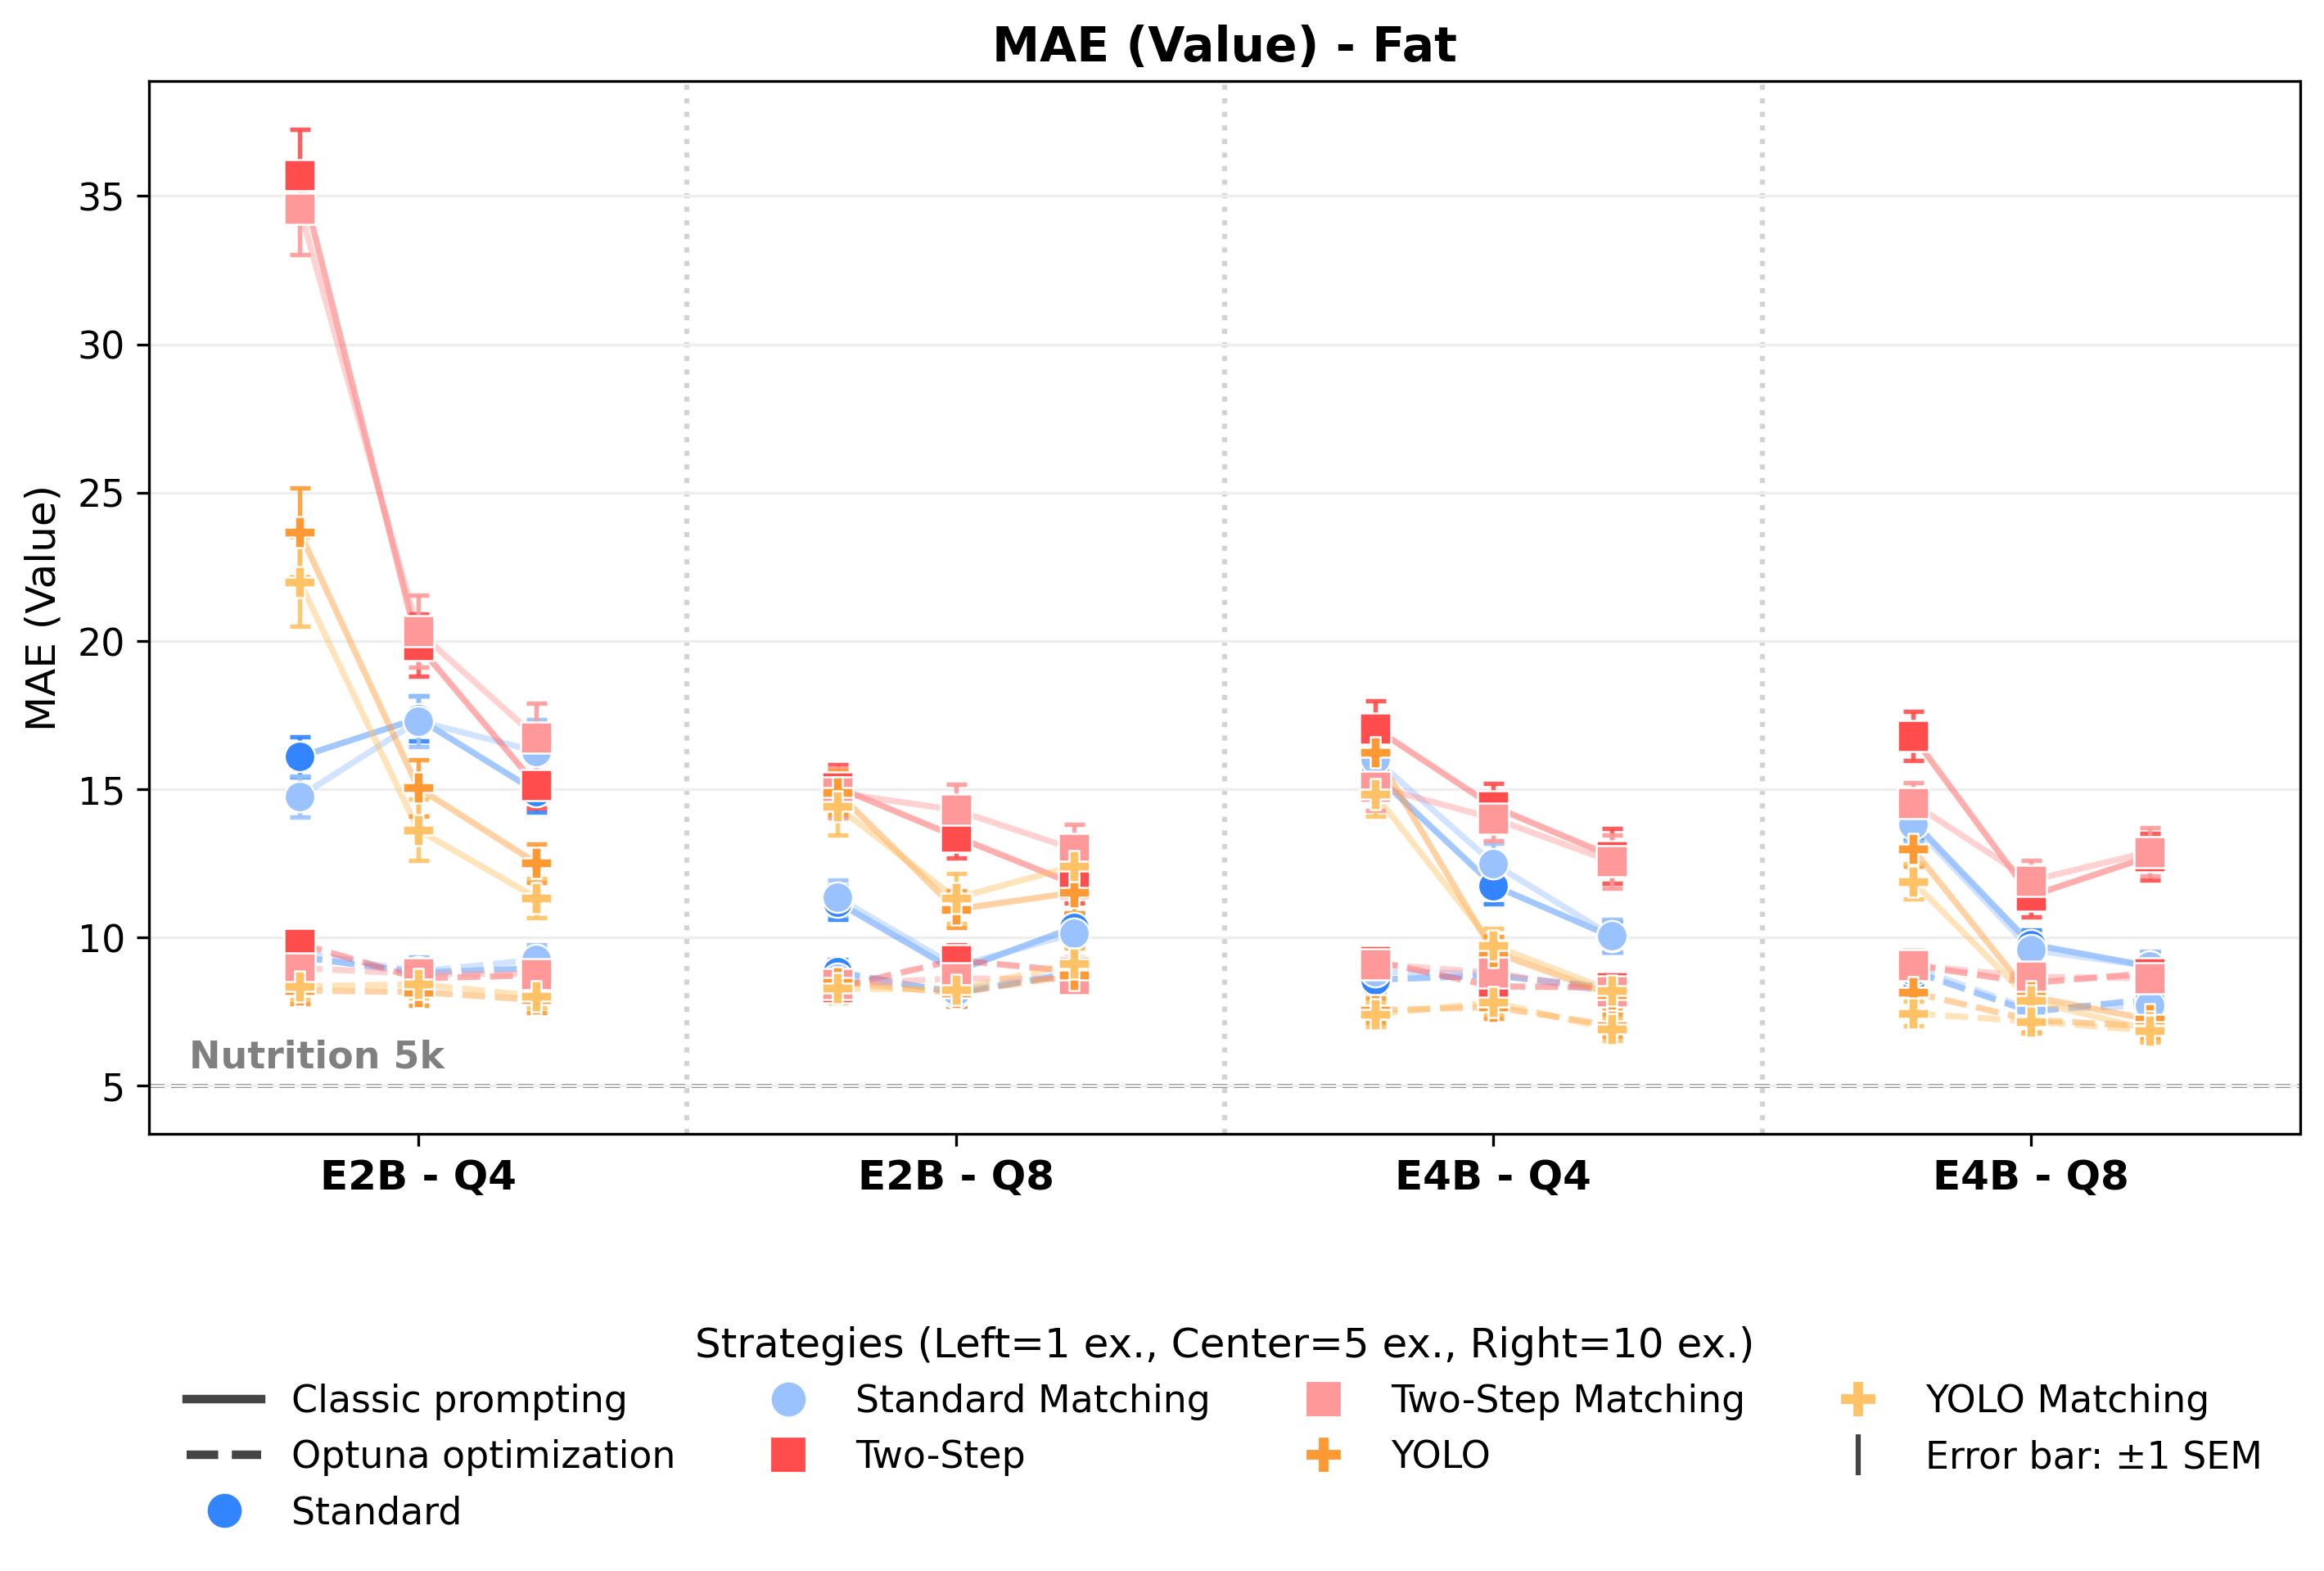 MAE (Value) - Fat
MAE (Value)
35
30
25
20
15
10
5
Nutrition 5k
E2B - Q4
E2B - Q8
E4B - Q4
E4B - Q8
Strategies (Left=1 ex., Center=5 ex., Right=10 ex.)
Classic prompting
Optuna optimization
Standard
Standard Matching
Two-Step
Two-Step Matching
YOLO
YOLO Matching
Error bar: ±1 SEM